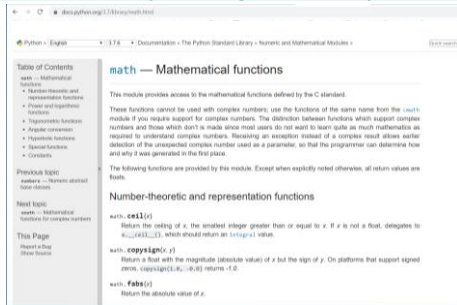 docs.python.org/3.7/library/math.html
Python » English 3.7.6 Documentation » The Python Standard Library » Numeric and Mathematical Modules »
Quick search
Table of Contents
math — Mathematical functions
Number-theoretic and representation functions
Power and logarithmic functions
Trigonometric functions
Angular conversion
Hyperbolic functions
Special functions
Constants
Previous topic
numbers — Numeric abstract base classes
Next topic
cmath — Mathematical functions for complex numbers
This Page
Report a Bug
Show Source
math — Mathematical functions
This module provides access to the mathematical functions defined by the C standard.
These functions cannot be used with complex numbers; use the functions of the same name from the cmath
module if you require support for complex numbers. The distinction between functions which support complex
numbers and those which don't is made since most users do not want to learn quite as much mathematics as
required to understand complex numbers. Receiving an exception instead of a complex result allows earlier
detection of the unexpected complex number used as a parameter, so that the programmer can determine how
and why it was generated in the first place.
The following functions are provided by this module. Except when explicitly noted otherwise, all return values are
floats.
Number-theoretic and representation functions
math.ceil(x)
Return the ceiling of x, the smallest integer greater than or equal to x. If x is not a float, delegates to
x.__ceil__(), which should return an Integral value.
math.copysign(x, y)
Return a float with the magnitude (absolute value) of x but the sign of y. On platforms that support signed
zeros, copysign(1.0, -0.0) returns -1.0.
math.fabs(x)
Return the absolute value of x.